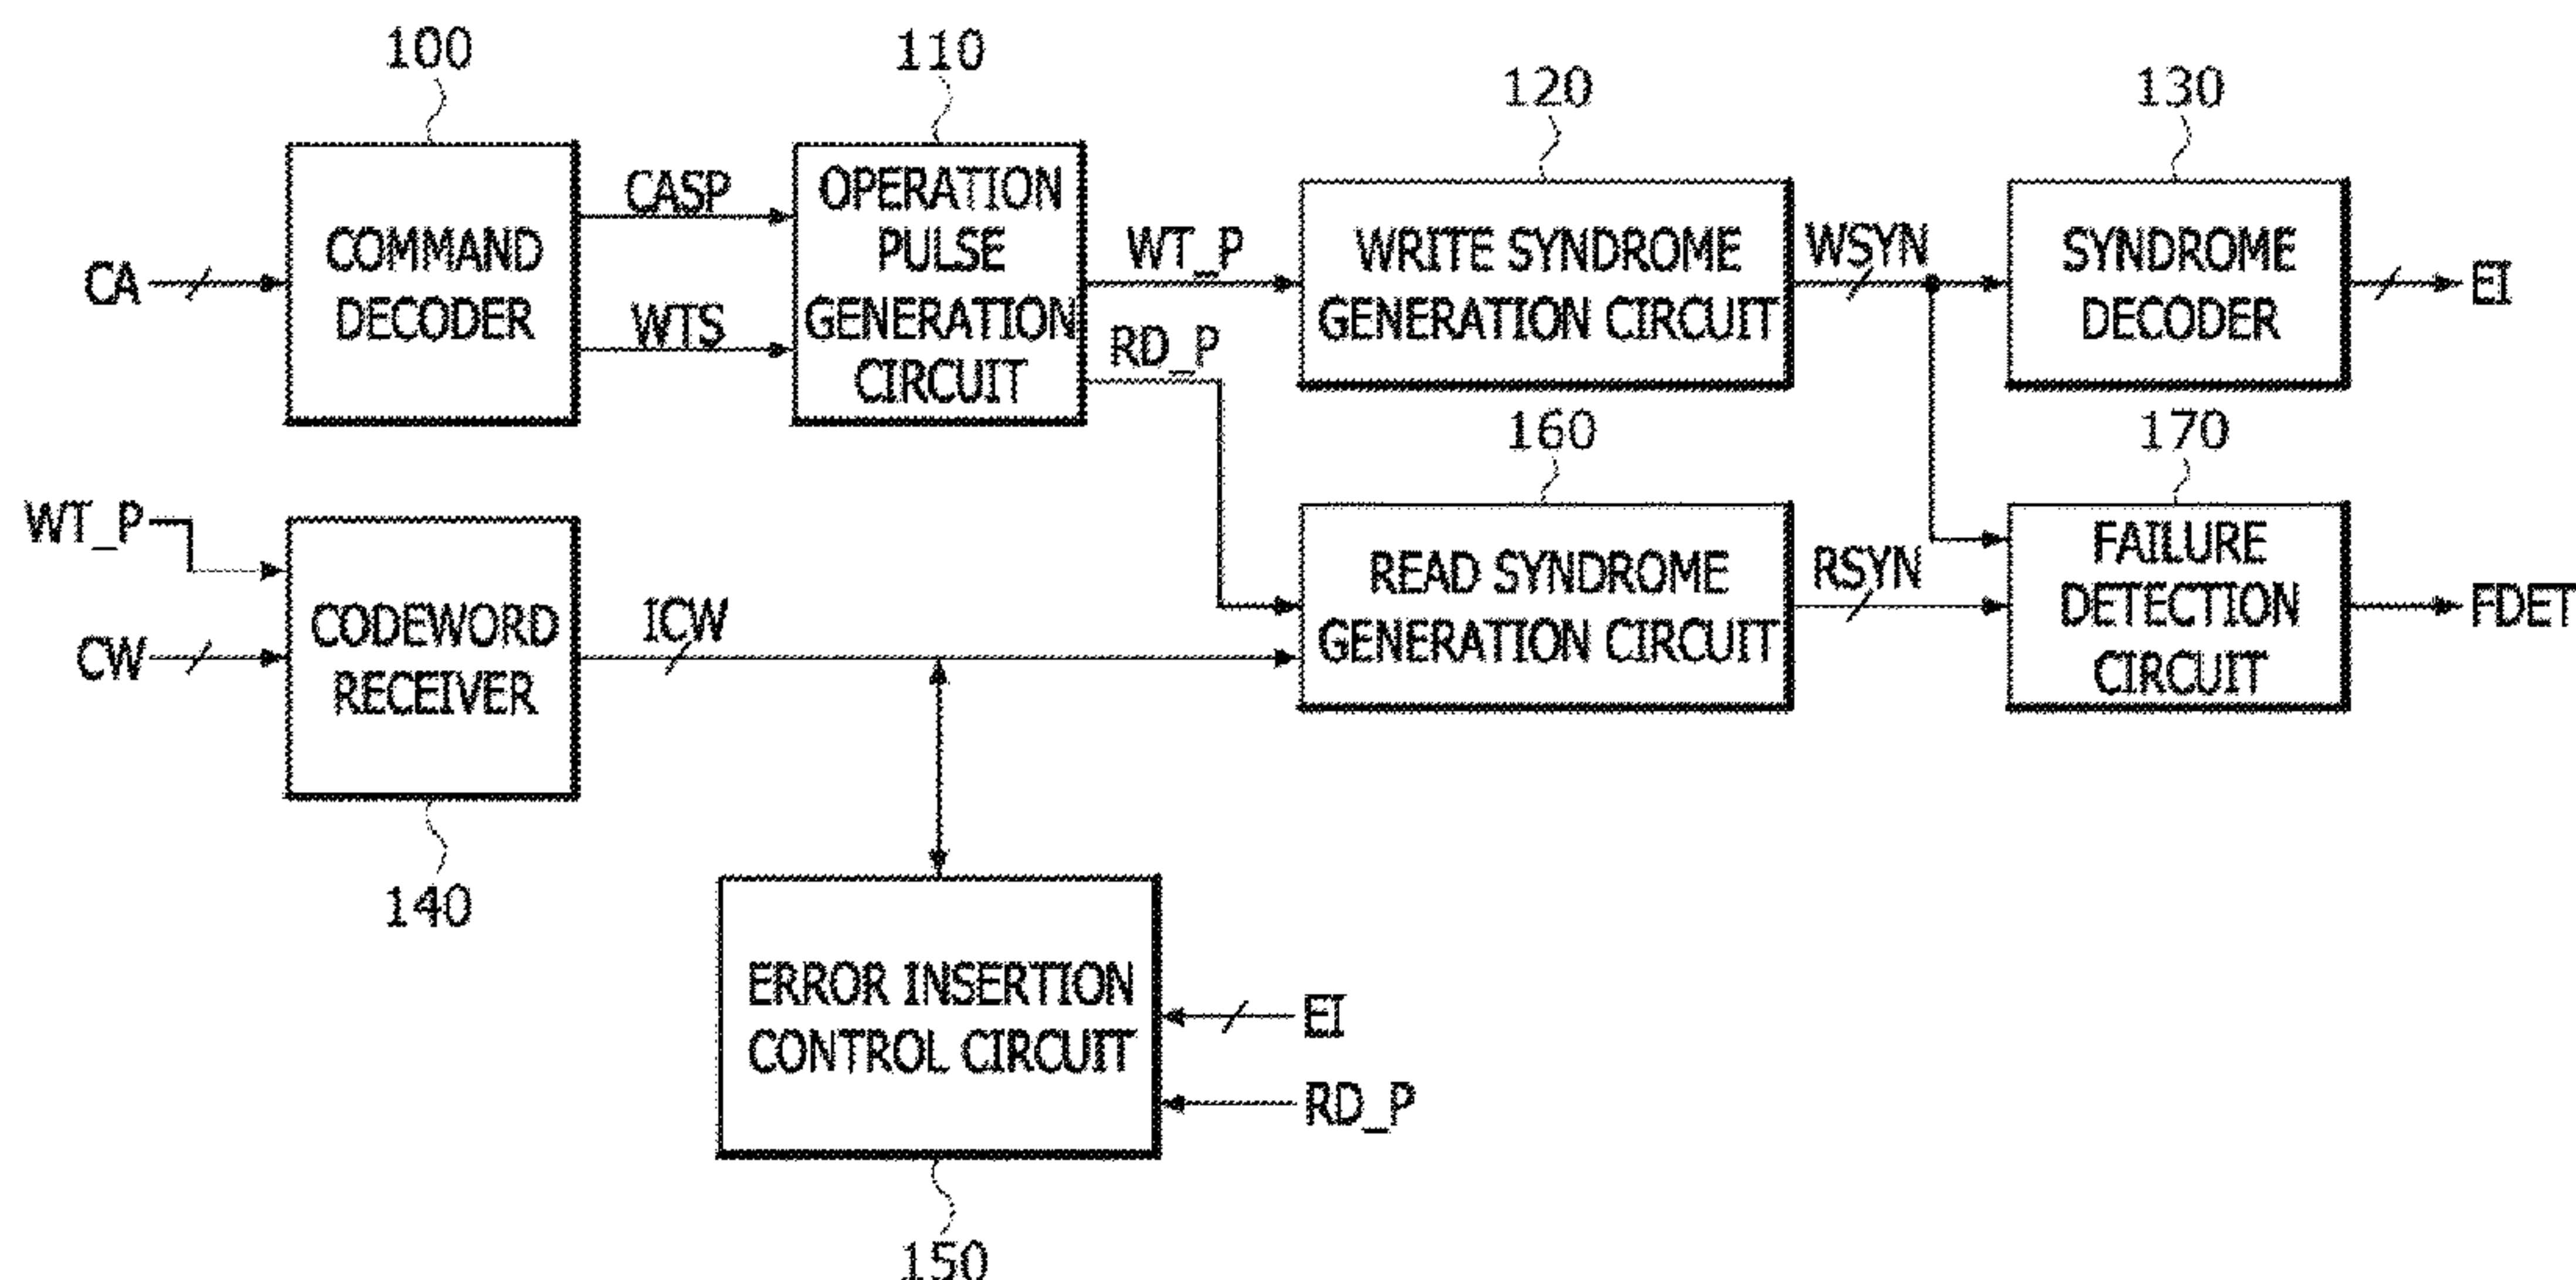 100
110
120
130
CA
COMMAND
DECODER
CASP
WTS
OPERATION
PULSE
GENERATION
CIRCUIT
WT_P
RD_P
WRITE SYNDROME
GENERATION CIRCUIT
WSYN
SYNDROME
DECODER
EI
160
170
WT_P
CW
CODEWORD
RECEIVER
ICW
READ SYNDROME
GENERATION CIRCUIT
RSYN
FAILURE
DETECTION
CIRCUIT
FDET
140
ERROR INSERTION
CONTROL CIRCUIT
EI
RD_P
150